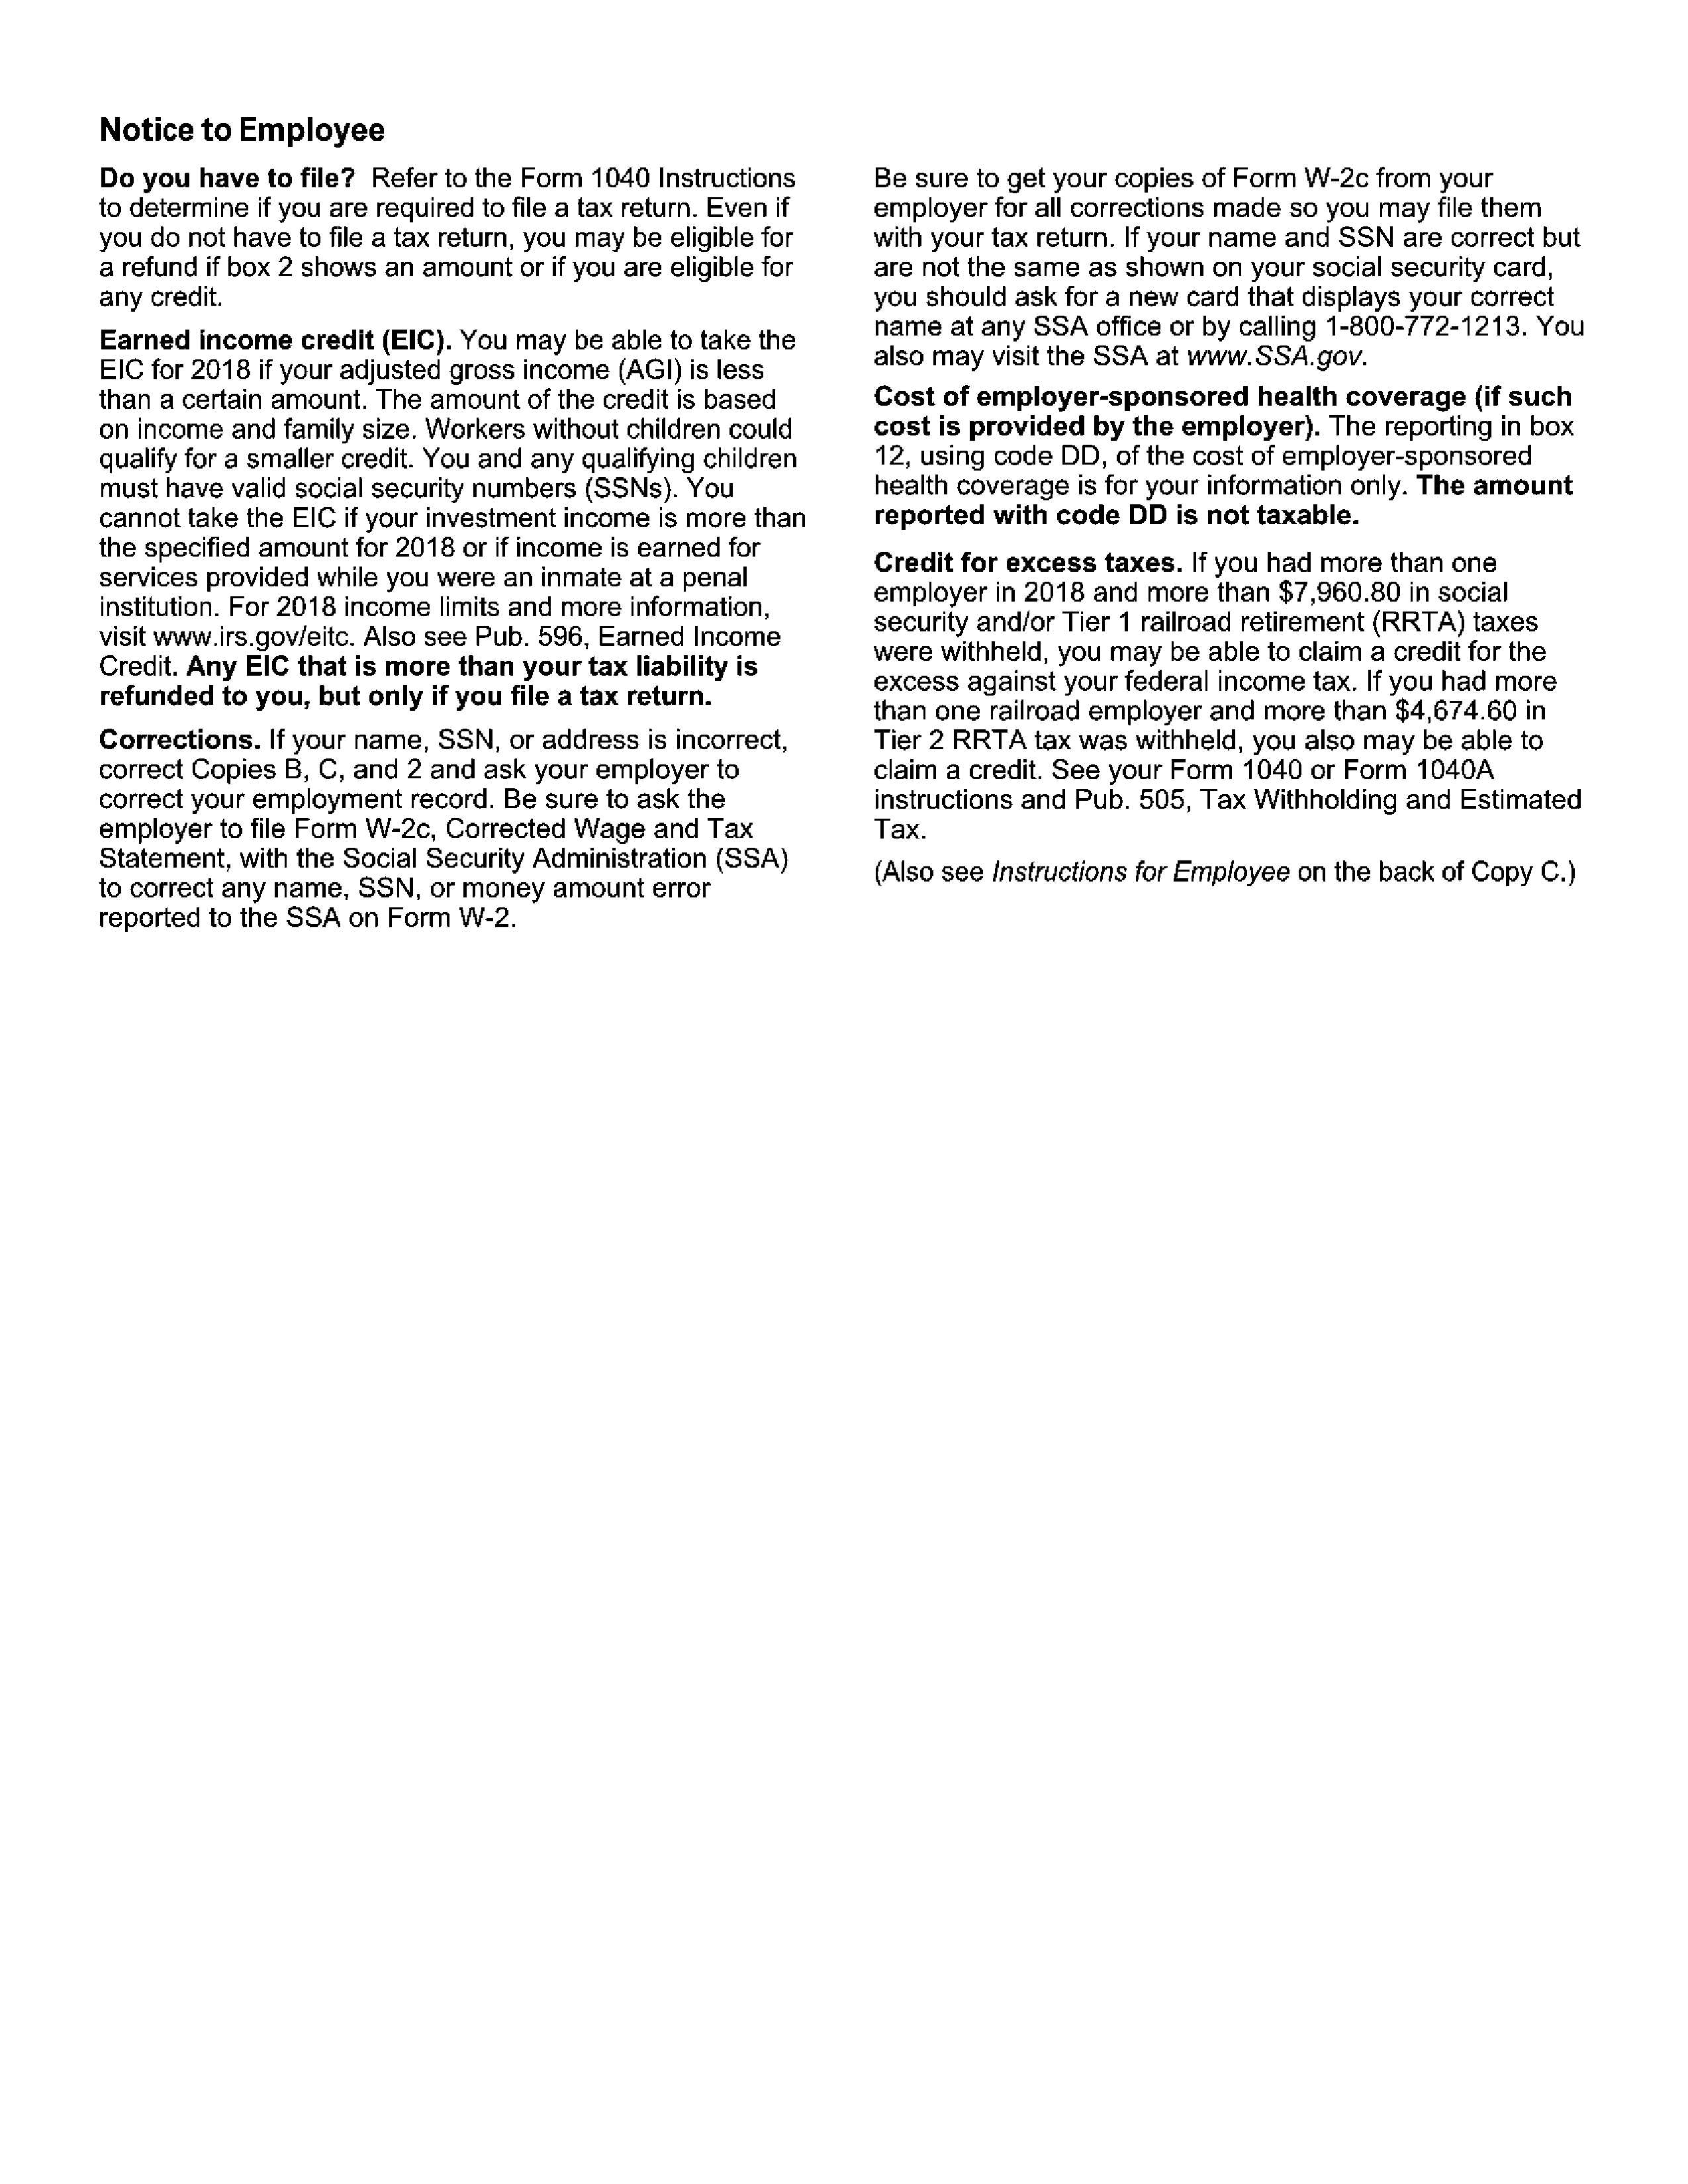 Notice to Employee
Do you have to file? Refer to the Form 1040 Instructions
to determine if you are required to file a tax return. Even if
you do not have to file a tax return, you may be eligible for
a refund if box 2 shows an amount or if you are eligible for
any credit.
Earned income credit (EIC). You may be able to take the
EIC for 2018 if your adjusted gross income (AGI) is less
than a certain amount. The amount of the credit is based
on income and family size. Workers without children could
qualify for a smaller credit. You and any qualifying children
must have valid social security numbers (SSNs). You
cannot take the EIC if your investment income is more than
the specified amount for 2018 or if income is earned for
services provided while you were an inmate at a penal
institution. For 2018 income limits and more information,
visit www.irs.gov/eitc. Also see Pub. 596, Earned Income
Credit. Any EIC that is more than your tax liability is
refunded to you, but only if you file a tax return.
Corrections. If your name, SSN, or address is incorrect,
correct Copies B, C, and 2 and ask your employer to
correct your employment record. Be sure to ask the
employer to file Form W-2c, Corrected Wage and Tax
Statement, with the Social Security Administration (SSA)
to correct any name, SSN, or money amount error
reported to the SSA on Form W-2.
Be sure to get your copies of Form W-2c from your
employer for all corrections made so you may file them
with your tax return. If your name and SSN are correct but
are not the same as shown on your social security card,
you should ask for a new card that displays your correct
name at any SSA office or by calling 1-800-772-1213. You
also may visit the SSA at www.SSA.gov.
Cost of employer-sponsored health coverage (if such
cost is provided by the employer). The reporting in box
12, using code DD, of the cost of employer-sponsored
health coverage is for your information only. The amount
reported with code DD is not taxable.
Credit for excess taxes. If you had more than one
employer in 2018 and more than $7,960.80 in social
security and/or Tier 1 railroad retirement (RRTA) taxes
were withheld, you may be able to claim a credit for the
excess against your federal income tax. If you had more
than one railroad employer and more than $4,674.60 in
Tier 2 RRTA tax was withheld, you also may be able to
claim a credit. See your Form 1040 or Form 1040A
instructions and Pub. 505, Tax Withholding and Estimated
Tax.
(Also see Instructions for Employee on the back of Copy C.)